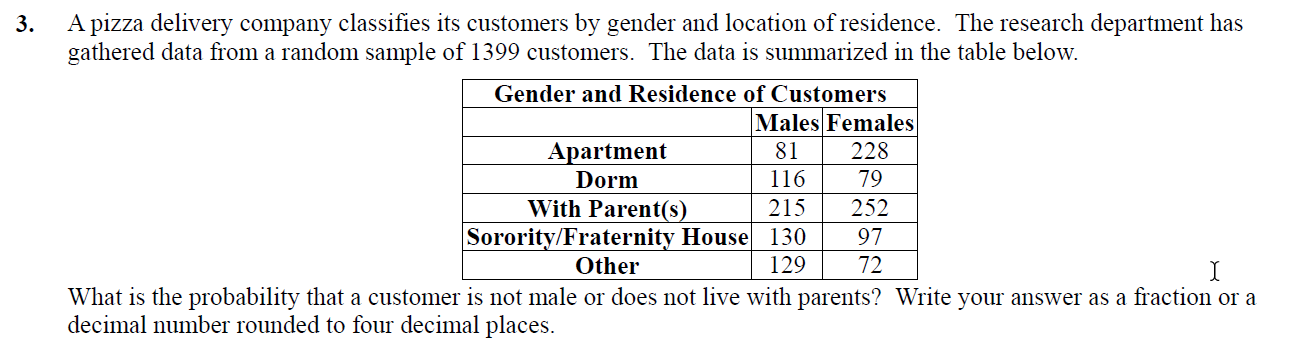 3. A pizza delivery company classifies its customers by gender and location of residence. The research department has
gathered data from a random sample of 1399 customers. The data is summarized in the table below.
Gender and Residence of Customers
Males Females
Apartment 81 228
Dorm 116 79
With Parent(s) 215 252
Sorority/Fraternity House 130 97
Other 129 72
What is the probability that a customer is not male or does not live with parents? Write your answer as a fraction or a
decimal number rounded to four decimal places.